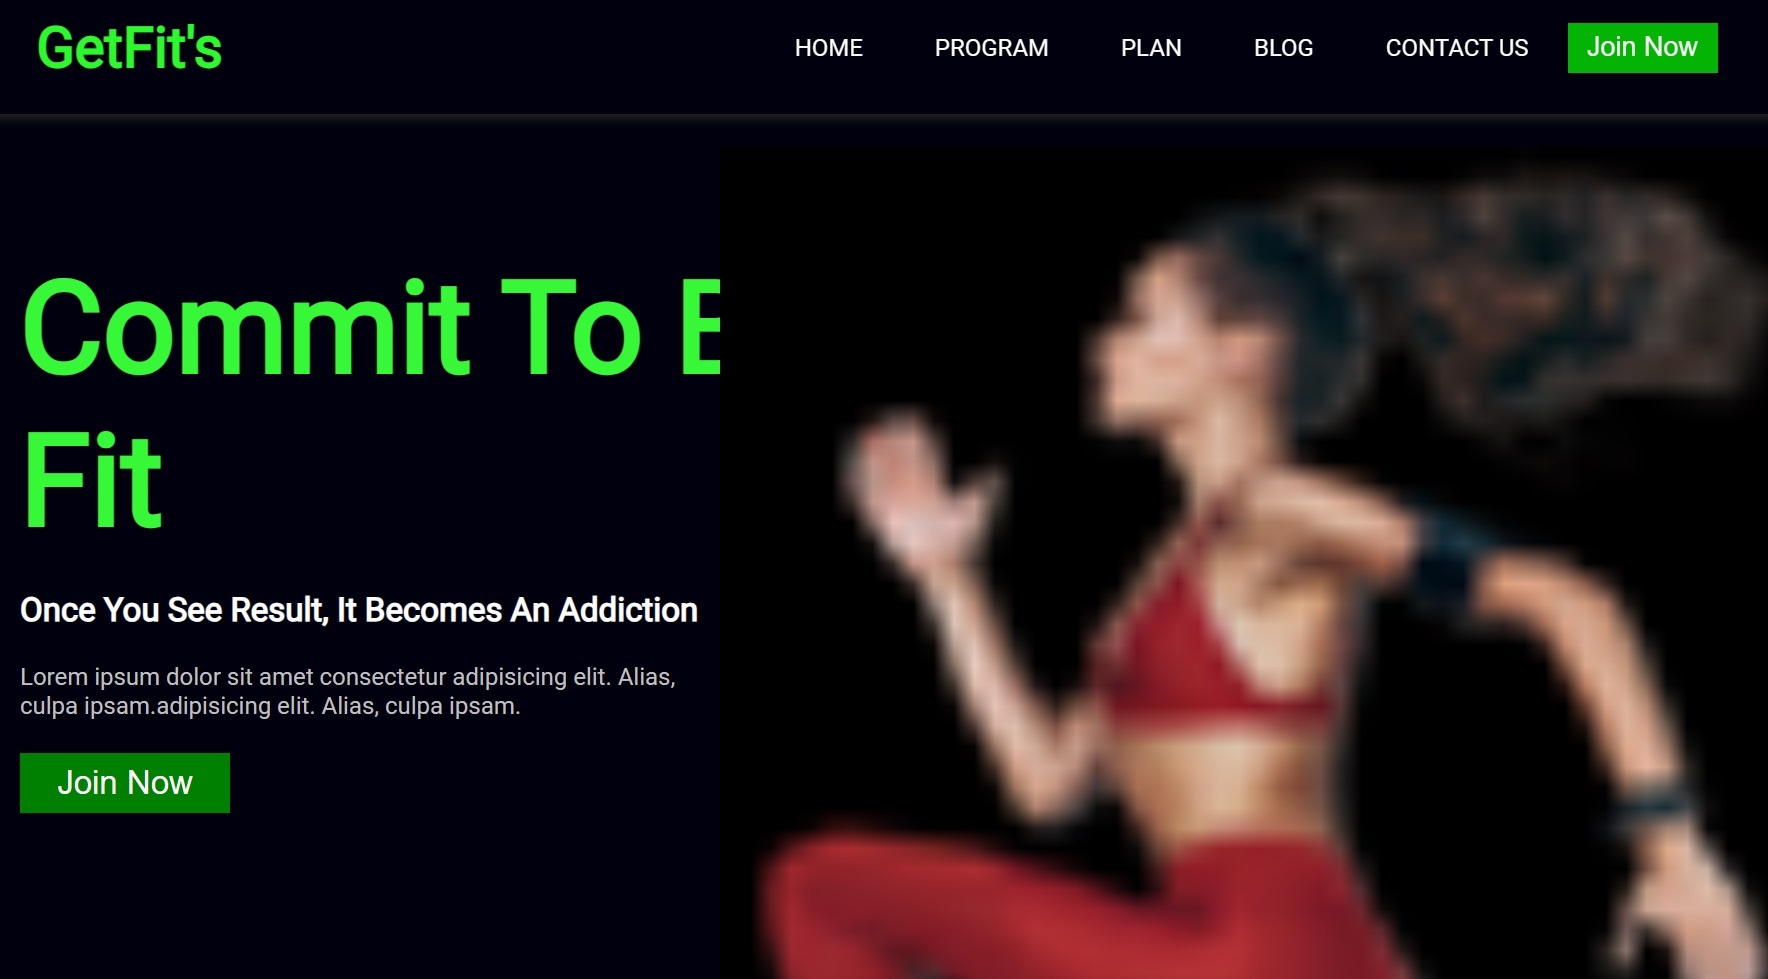 GetFit's
HOME PROGRAM PLAN BLOG CONTACT US Join Now
Commit To
Fit
Once You See Result, It Becomes An Addiction
Lorem ipsum dolor sit amet consectetur adipisicing elit. Alias,
culpa ipsam.adipisicing elit. Alias, culpa ipsam.
Join Now